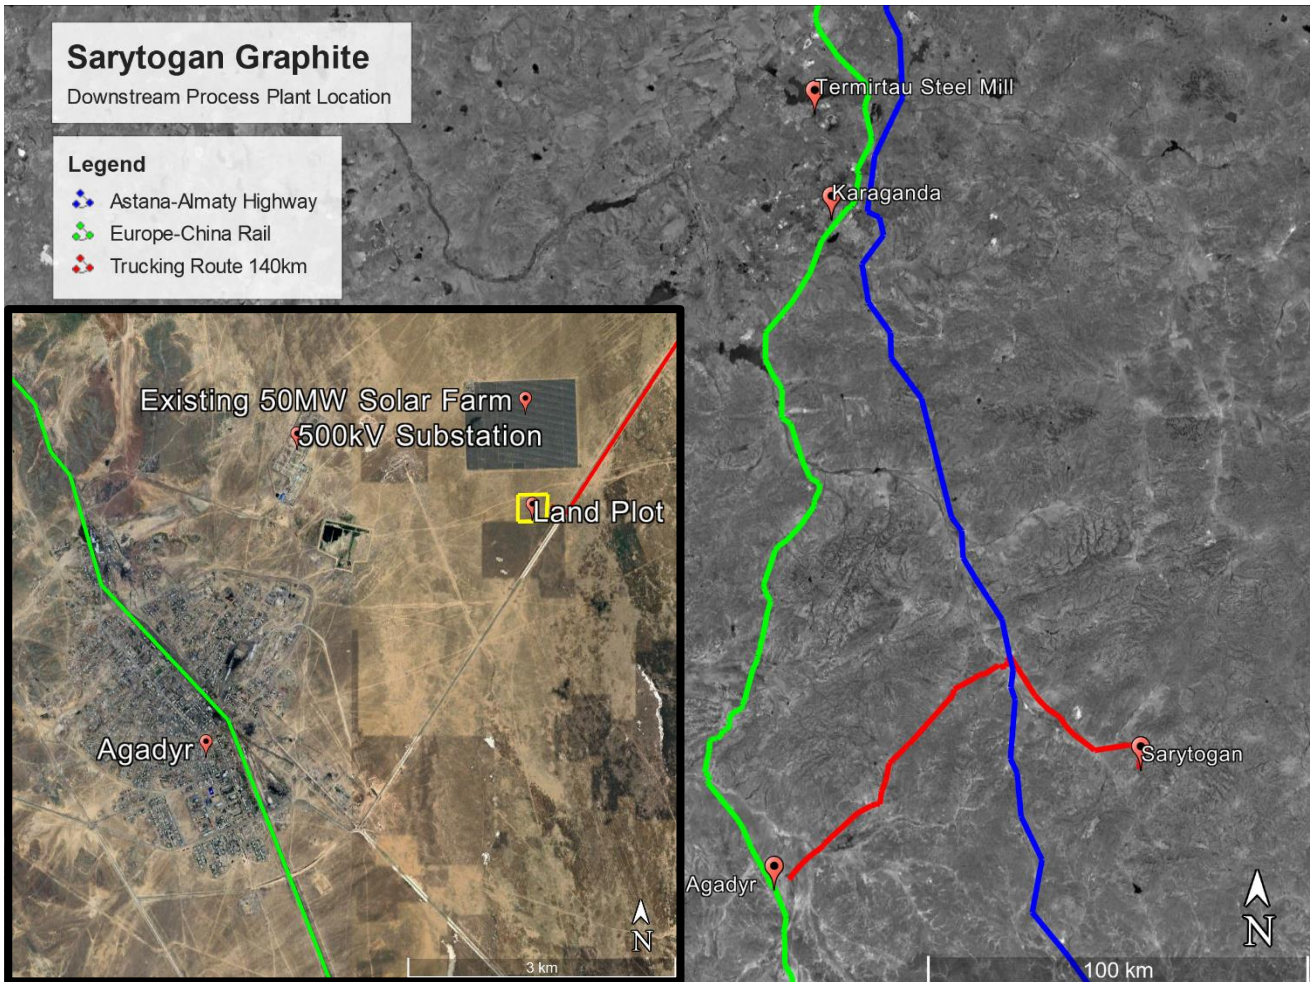 Sarytogan Graphite
Downstream Process Plant Location
Legend
Astana-Almaty Highway
Europe-China Rail
Trucking Route 140km
Termirtau Steel Mill
Karaganda
Existing 50MW Solar Farm
500kV Substation
Land Plot
Agadyr
N
3 km
Sarytogan
Agadyr
N
100 km